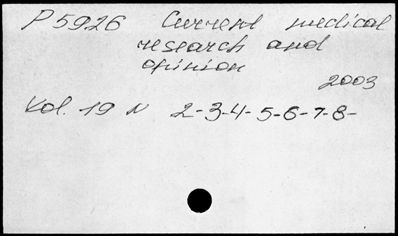 P5926 Current medical
research and
opinion
2003
Vol. 19 N 2-3-4-5-6-7-8-